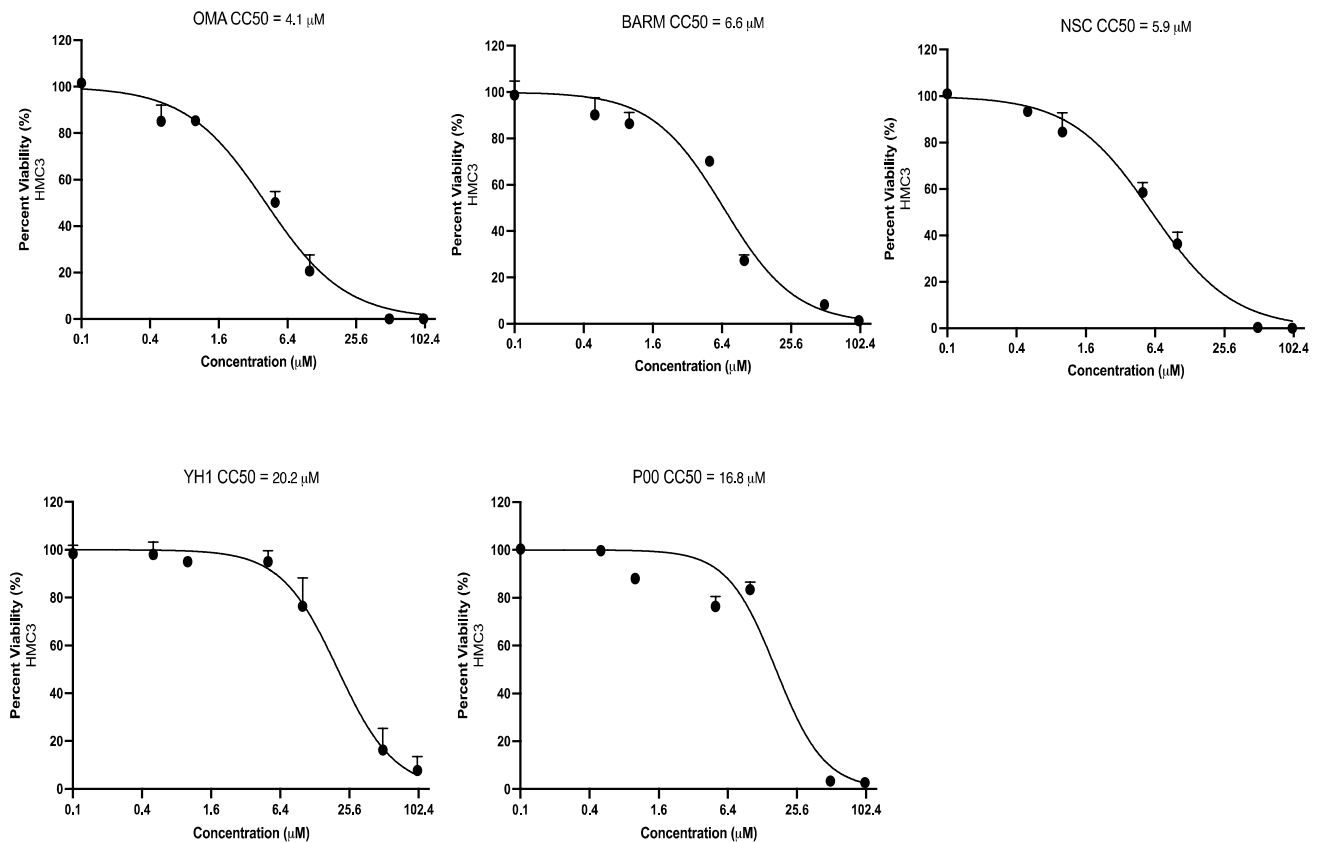 OMA CC50 = 4.1 μM
120
100
80
60
40
20
0
Percent Viability (%)
HMC3
0.1 0.4 1.6 6.4 25.6 102.4
Concentration (μM)
BARM CC50 = 6.6 μM
120
100
80
60
40
20
0
Percent Viability (%)
HMC3
0.1 0.4 1.6 6.4 25.6 102.4
Concentration (μM)
NSC CC50 = 5.9 μM
120
100
80
60
40
20
0
Percent Viability (%)
HMC3
0.1 0.4 1.6 6.4 25.6 102.4
Concentration (μM)
YH1 CC50 = 20.2 μM
120
100
80
60
40
20
0
Percent Viability (%)
HMC3
0.1 0.4 1.6 6.4 25.6 102.4
Concentration (μM)
P00 CC50 = 16.8 μM
120
100
80
60
40
20
0
Percent Viability (%)
HMC3
0.1 0.4 1.6 6.4 25.6 102.4
Concentration (μM)